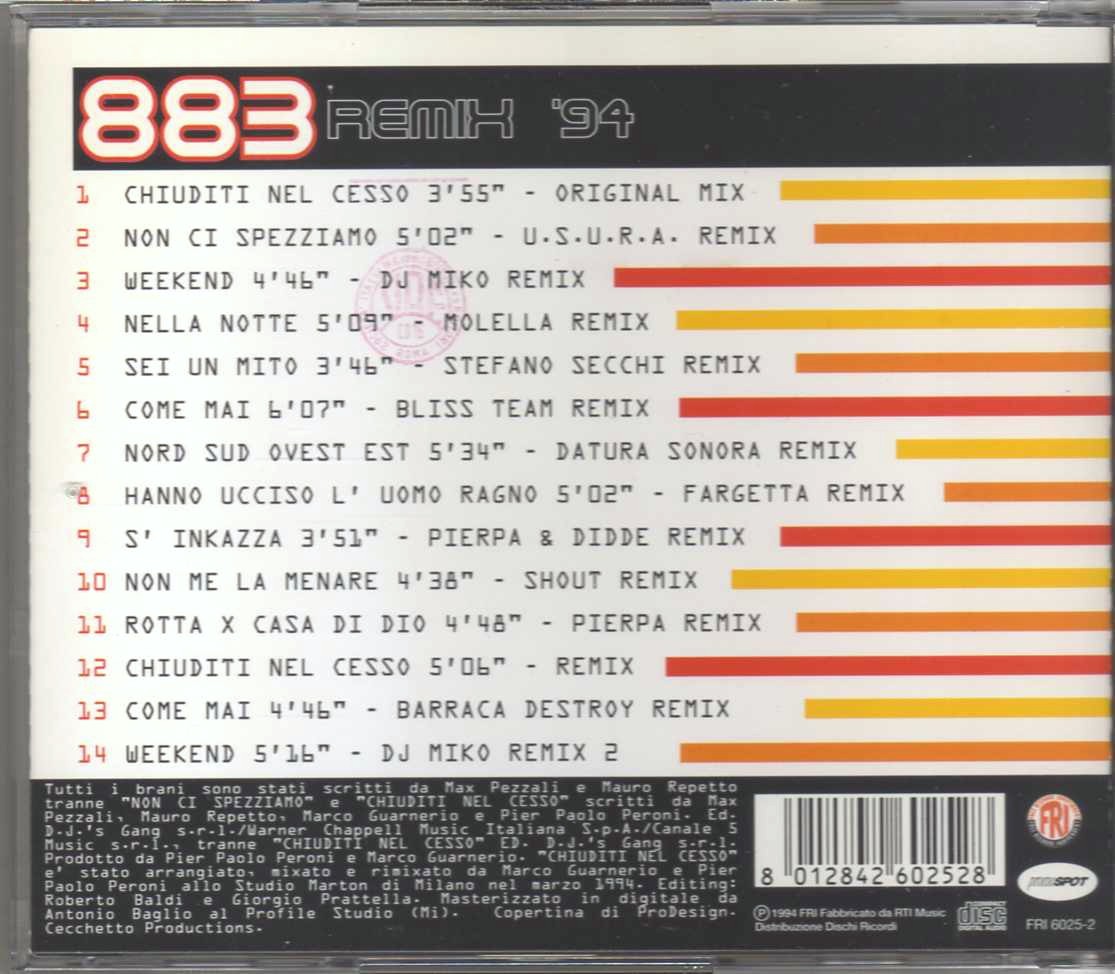 883 REMIX '94
1 CHIUDITI NEL CESSO 3'55" - ORIGINAL MIX
2 NON CI SPEZZIAMO 5'02" - U.S.U.R.A. REMIX
3 WEEKEND 4'46" - DJ MIKO REMIX
4 NELLA NOTTE 5'09" - MOLELLA REMIX
5 SEI UN MITO 3'46" - STEFANO SECCHI REMIX
6 COME MAI 6'07" - BLISS TEAM REMIX
7 NORD SUD OVEST EST 5'34" - DATURA SONORA REMIX
8 HANNO UCCISO L' UOMO RAGNO 5'02" - FARGETTA REMIX
9 S' INKAZZA 3'51" - PIERPA & DIDDE REMIX
10 NON ME LA MENARE 4'38" - SHOUT REMIX
11 ROTTA X CASA DI DIO 4'48" - PIERPA REMIX
12 CHIUDITI NEL CESSO 5'06" - REMIX
13 COME MAI 4'46" - BARRACA DESTROY REMIX
14 WEEKEND 5'16" - DJ MIKO REMIX 2
Tutti i brani sono stati scritti da Max Pezzali e Mauro Repetto
tranne "NON CI SPEZZIAMO" e "CHIUDITI NEL CESSO" scritti da Max
Pezzali, Mauro Repetto, Marco Guarnerio e Pier Paolo Peroni. Ed.
D.J.'s Gang s.r.l./Warner Chappell Music Italiana S.p.A./Canale 5
Music s.r.l., tranne "CHIUDITI NEL CESSO" ED. D.J.'s Gang s.r.l.
Prodotto da Pier Paolo Peroni e Marco Guarnerio. "CHIUDITI NEL CESSO"
e' stato arrangiato, mixato e rimixato da Marco Guarnerio e Pier
Paolo Peroni allo Studio Marton di Milano nel marzo 1994. Editing:
Roberto Baldi e Giorgio Prattella. Masterizzato in digitale da
Antonio Baglio al Profile Studio (Mi). Copertina di ProDesign.
Cecchetto Productions.
8 012842 602528
℗1994 FRI Fabbricato da RTI Music
Distribuzione Dischi Ricordi
COMPACT
disc
DIGITAL AUDIO
FRI
SPOT
FRI 6025-2